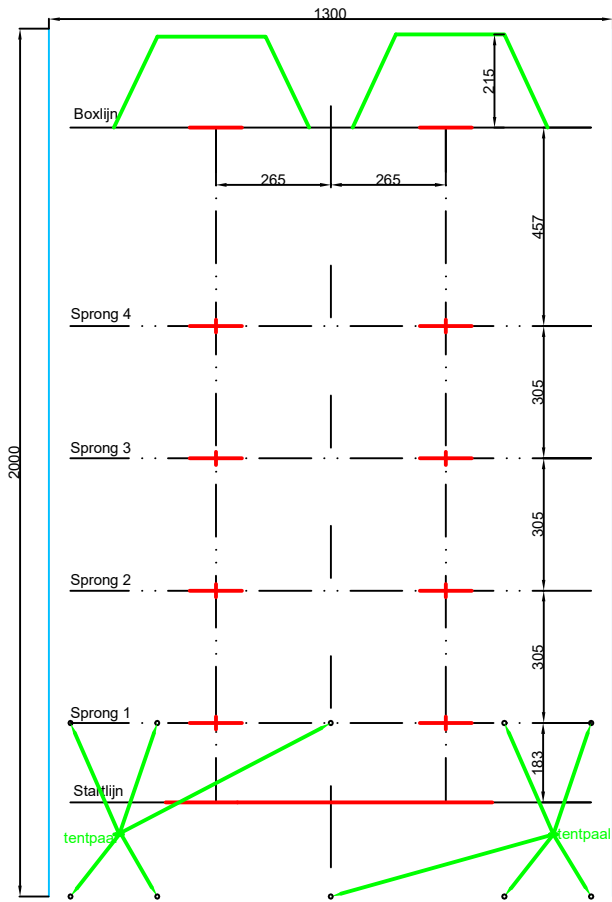 1300
215
Boxlijn
265
265
457
Sprong 4
305
Sprong 3
2000
305
Sprong 2
305
Sprong 1
183
Startlijn
tentpaal
tentpaal